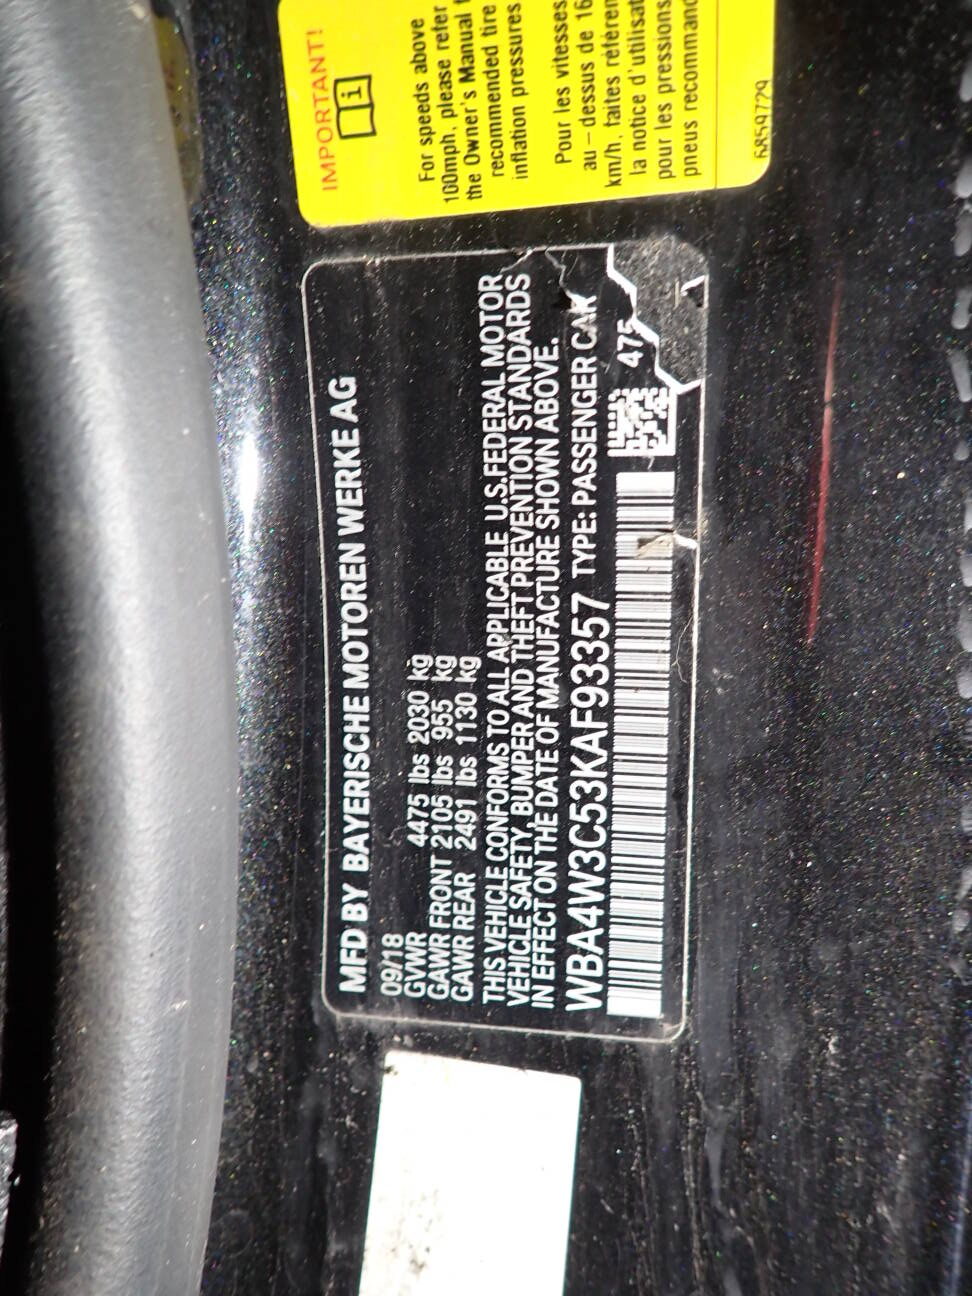 MFD BY BAYERISCHE MOTOREN WERKE AG
09/18
GVWR 4475 lbs 2030 kg
GAWR FRONT 2105 lbs 955 kg
GAWR REAR 2491 lbs 1130 kg
THIS VEHICLE CONFORMS TO ALL APPLICABLE U.S.FEDERAL MOTOR
VEHICLE SAFETY, BUMPER AND THEFT PREVENTION STANDARDS
IN EFFECT ON THE DATE OF MANUFACTURE SHOWN ABOVE.
WBA4W3C53KAF93357 TYPE: PASSENGER CAR
475
IMPORTANT!
i
For speeds above
100mph, please refer
the Owner's Manual
recommended tire
inflation pressures
Pour les vitesses
au-dessus de 16
km/h, faites
la notice d'utilisat
pour les pressions
pneus recommand
6859729